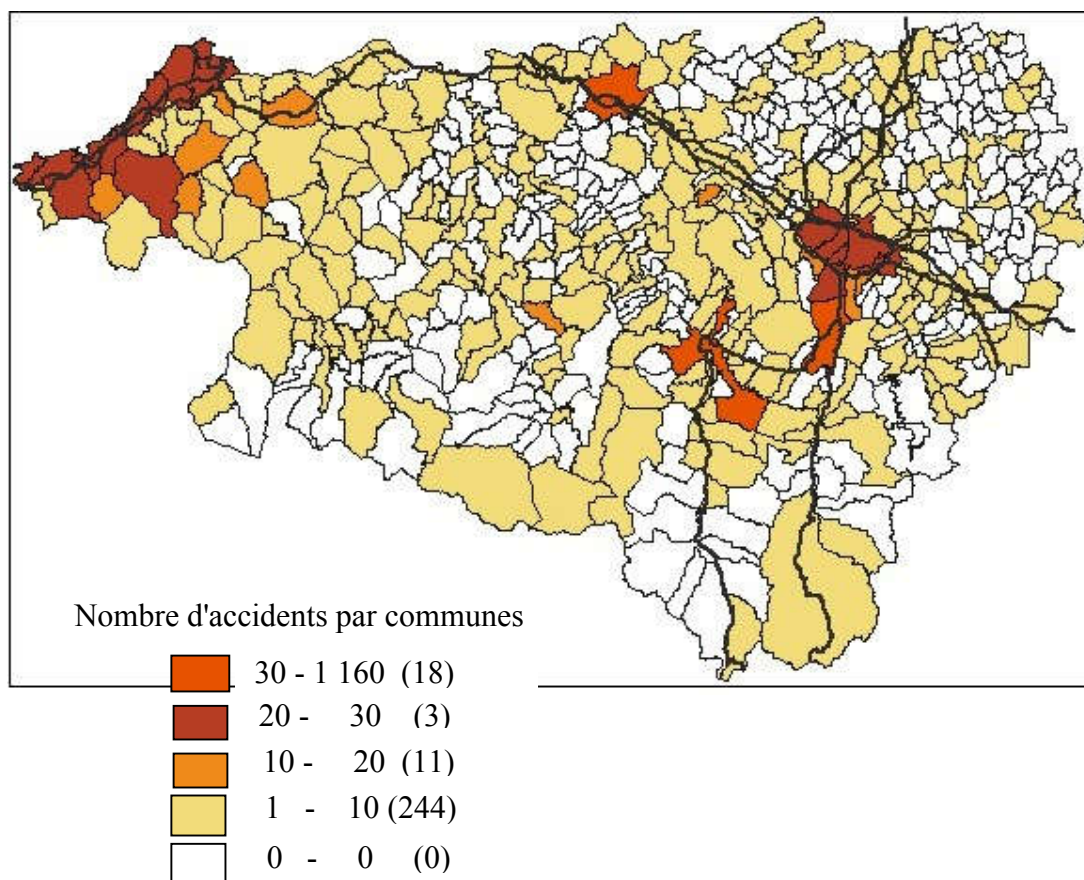 Nombre d'accidents par communes
30 - 1 160 (18)
20 - 30 (3)
10 - 20 (11)
1 - 10 (244)
0 - 0 (0)